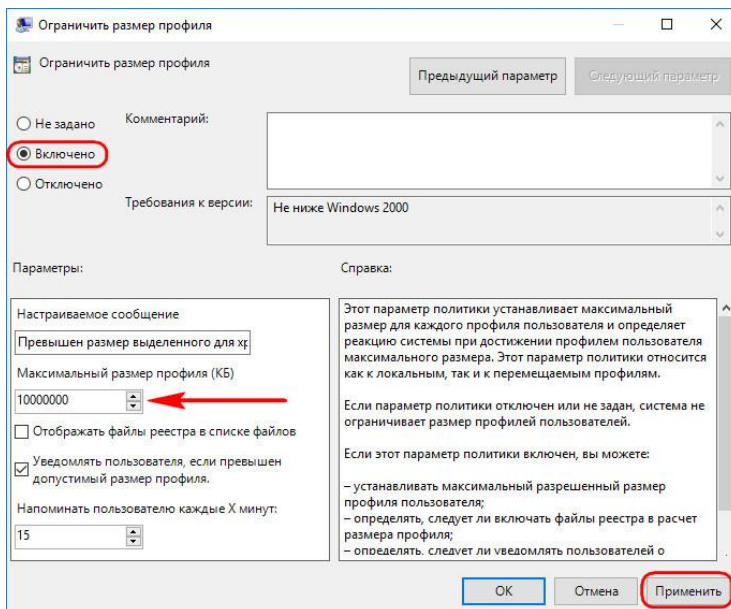 Ограничить размер профиля
Ограничить размер профиля
Предыдущий параметр
Следующий параметр
Не задано
Включено
Отключено
Комментарий:
Требования к версии:
Не ниже Windows 2000
Параметры:
Справка:
Настраиваемое сообщение
Превышен размер выделенного для хр
Максимальный размер профиля (КБ)
10000000
Отображать файлы реестра в списке файлов
Уведомлять пользователя, если превышен
допустимый размер профиля.
Напоминать пользователю каждые X минут:
15
Этот параметр политики устанавливает максимальный
размер для каждого профиля пользователя и определяет
реакцию системы при достижении профилем пользователя
максимального размера. Этот параметр политики относится
как к локальным, так и к перемещаемым профилям.
Если параметр политики отключен или не задан, система не
ограничивает размер профилей пользователей.
Если этот параметр политики включен, вы можете:
– устанавливать максимальный разрешенный размер
профиля пользователя;
– определять, следует ли включать файлы реестра в расчет
размера профиля;
– определять, следует ли уведомлять пользователей о
ОК
Отмена
Применить